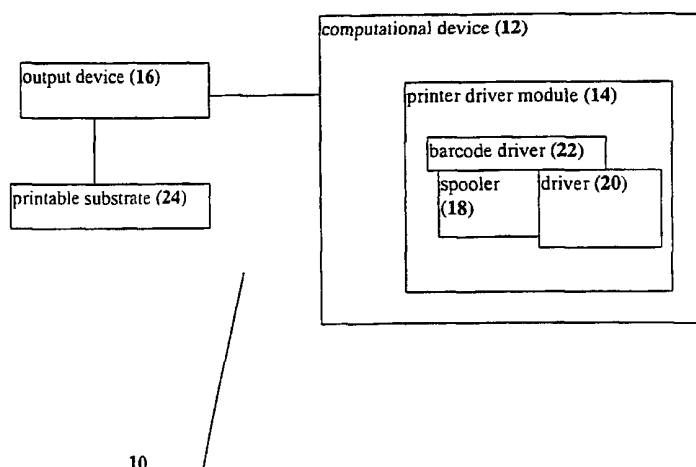 computational device (12)
output device (16)
printer driver module (14)
barcode driver (22)
spooler
(18)
driver (20)
printable substrate (24)
10